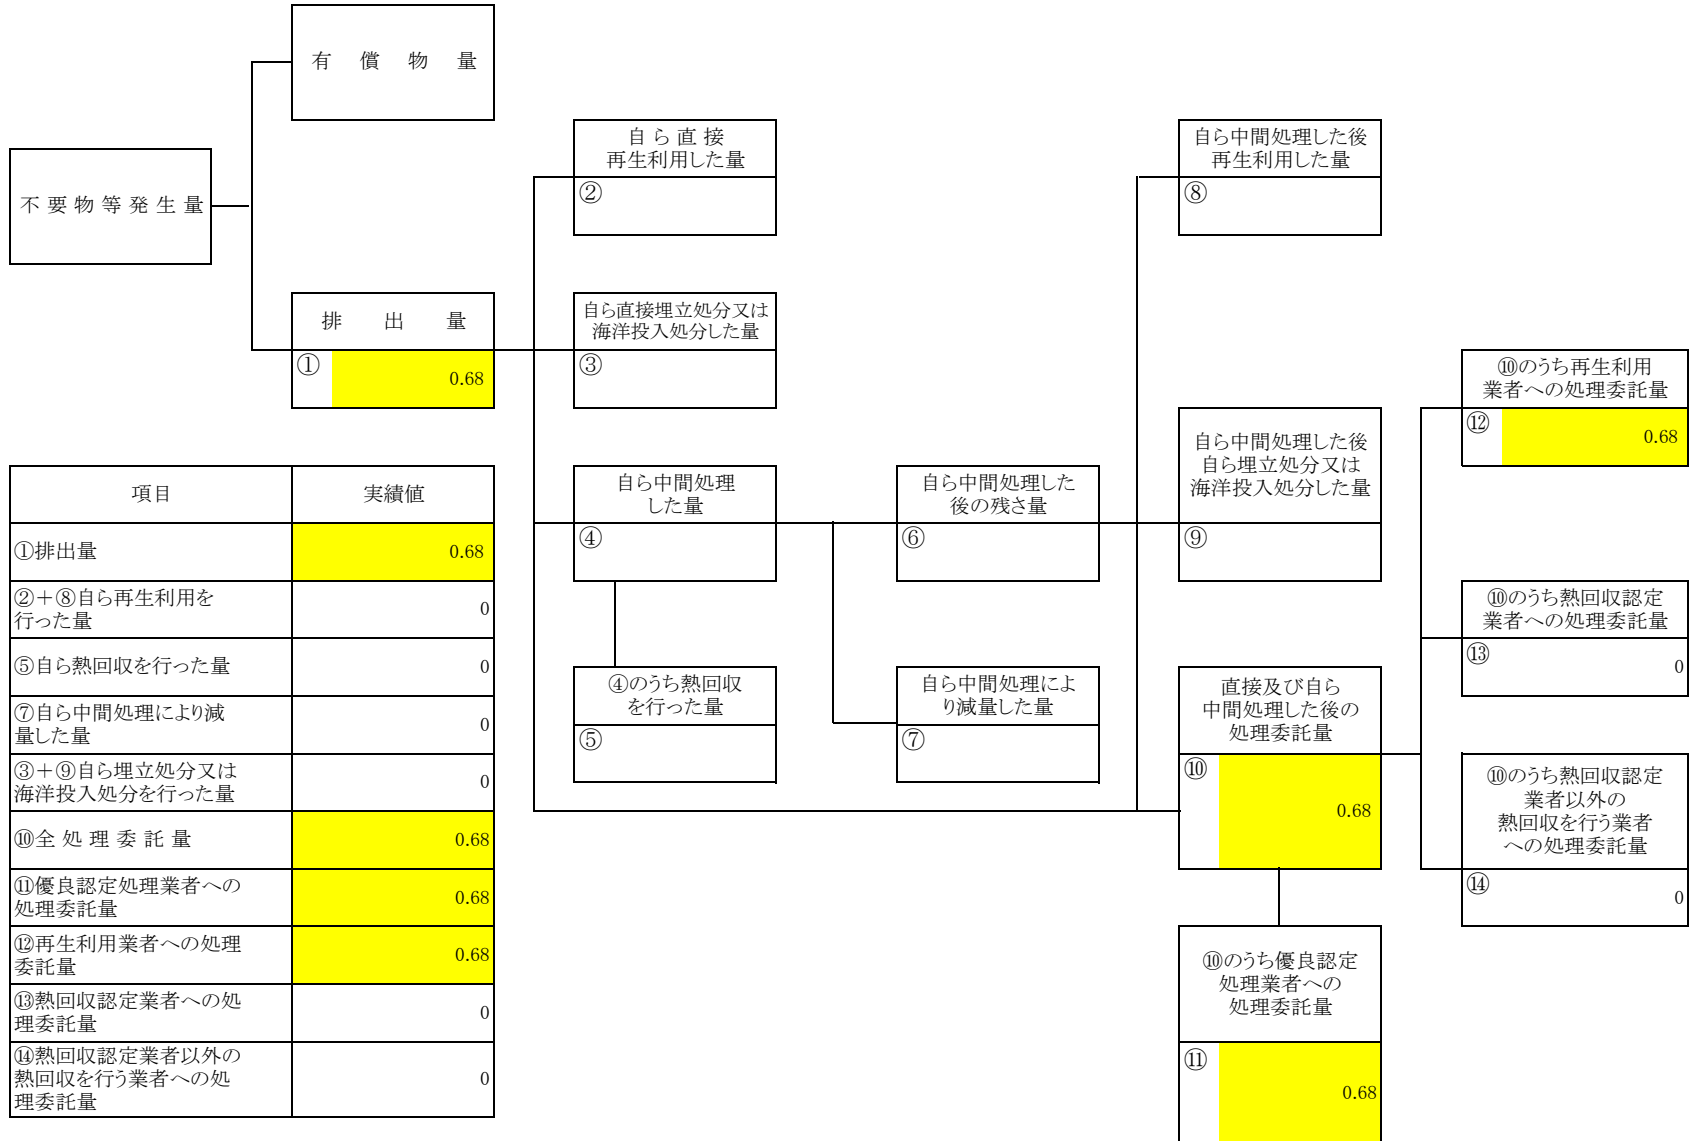 有 償 物 量
不 要 物 等 発 生 量
排 出 量
①
0.68
自 ら 直 接
再生利用した量
②
自ら直接埋立処分又は
海洋投入処分した量
③
自ら中間処理
した量
④
④のうち熱回収
を行った量
⑤
自ら中間処理した
後の残さ量
⑥
自ら中間処理によ
り減量した量
⑦
自ら中間処理した後
再生利用した量
⑧
自ら中間処理した後
自ら埋立処分又は
海洋投入処分した量
⑨
直接及び自ら
中間処理した後の
処理委託量
⑩
0.68
⑩のうち優良認定
処理業者への
処理委託量
⑪
0.68
⑩のうち再生利用
業者への処理委託量
⑫
0.68
⑩のうち熱回収認定
業者への処理委託量
⑬
0
⑩のうち熱回収認定
業者以外の
熱回収を行う業者
への処理委託量
⑭
0
項目 実績値
①排出量 0.68
②＋⑧自ら再生利用を
行った量 0
⑤自ら熱回収を行った量 0
⑦自ら中間処理により減
量した量 0
③＋⑨自ら埋立処分又は
海洋投入処分を行った量 0
⑩全 処 理 委 託 量 0.68
⑪優良認定処理業者への
処理委託量 0.68
⑫再生利用業者への処理
委託量 0.68
⑬熱回収認定業者への処
理委託量 0
⑭熱回収認定業者以外の
熱回収を行う業者への処
理委託量 0